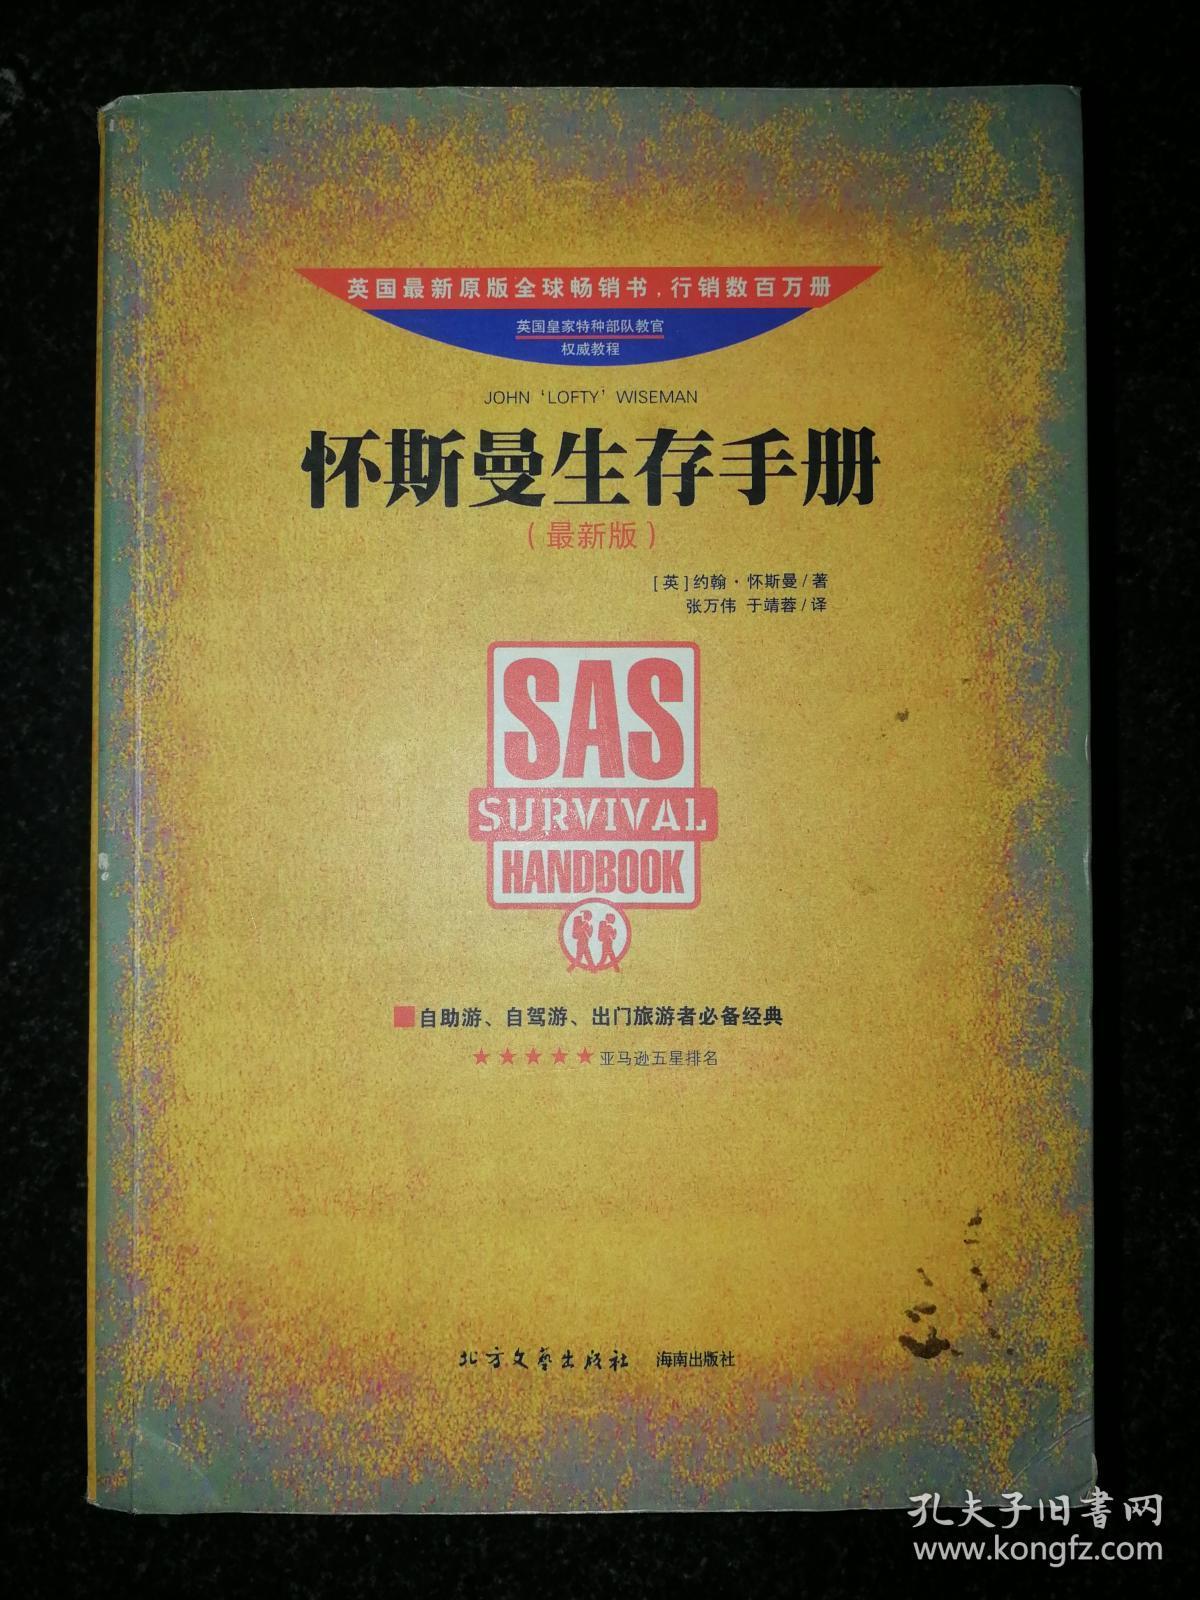 英国最新原版全球畅销书，行销数百万册
英国皇家特种部队教官
权威教程
JOHN ‘LOFTY’ WISEMAN
怀斯曼生存手册
（最新版）
［英］约翰·怀斯曼/著
张万伟 于靖蓉/译
SAS
SURVIVAL
HANDBOOK
自助游、自驾游、出门旅游者必备经典
★★★★★亚马逊五星排名
北方文艺出版社 海南出版社
孔夫子旧书网
www.kongfz.com